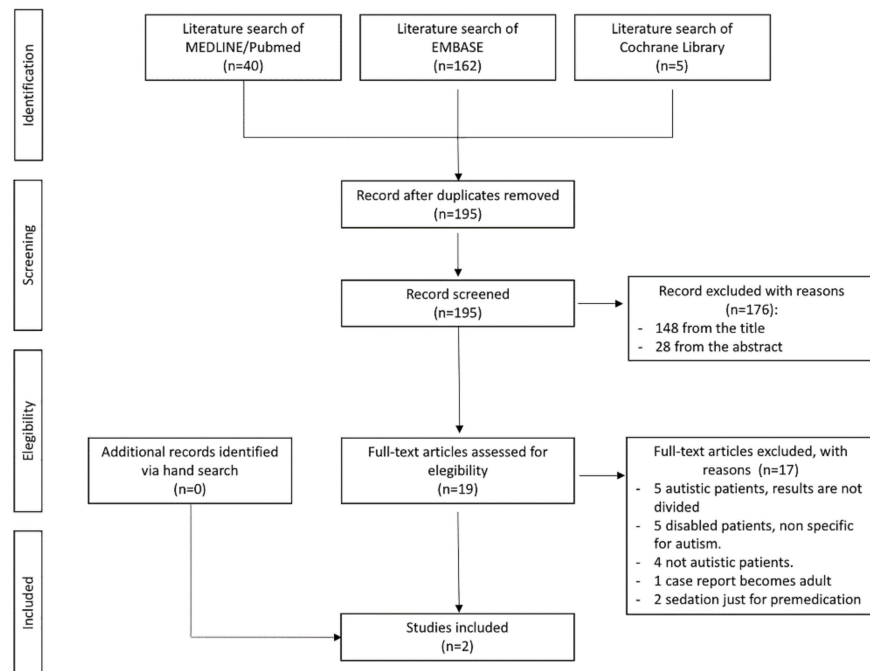 Identification
Literature search of
MEDLINE/Pubmed
(n=40)
Literature search of
EMBASE
(n=162)
Literature search of
Cochrane Library
(n=5)
Screening
Record after duplicates removed
(n=195)
Record screened
(n=195)
Record excluded with reasons
(n=176):
- 148 from the title
- 28 from the abstract
Elegibility
Additional records identified
via hand search
(n=0)
Full-text articles assessed for
elegibility
(n=19)
Full-text articles excluded, with
reasons (n=17)
- 5 autistic patients, results are not
divided
- 5 disabled patients, non specific
for autism.
- 4 not autistic patients.
- 1 case report becomes adult
- 2 sedation just for premedication
Included
Studies included
(n=2)